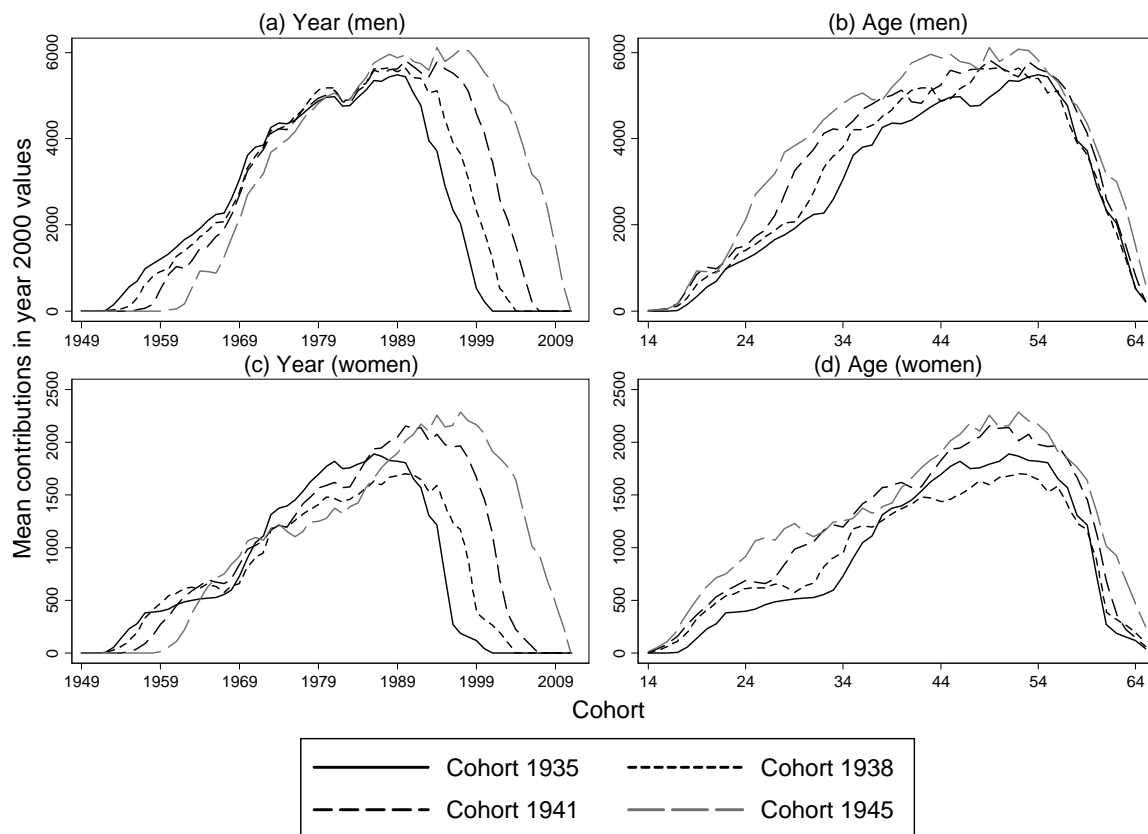 (a) Year (men)
(b) Age (men)
Mean contributions in year 2000 values
6000
4000
2000
0
1949 1959 1969 1979 1989 1999 2009
6000
4000
2000
0
14 24 34 44 54 64
(c) Year (women)
(d) Age (women)
2500
2000
1500
1000
500
0
1949 1959 1969 1979 1989 1999 2009
2500
2000
1500
1000
500
0
14 24 34 44 54 64
Cohort
Cohort 1935 Cohort 1938
Cohort 1941 Cohort 1945